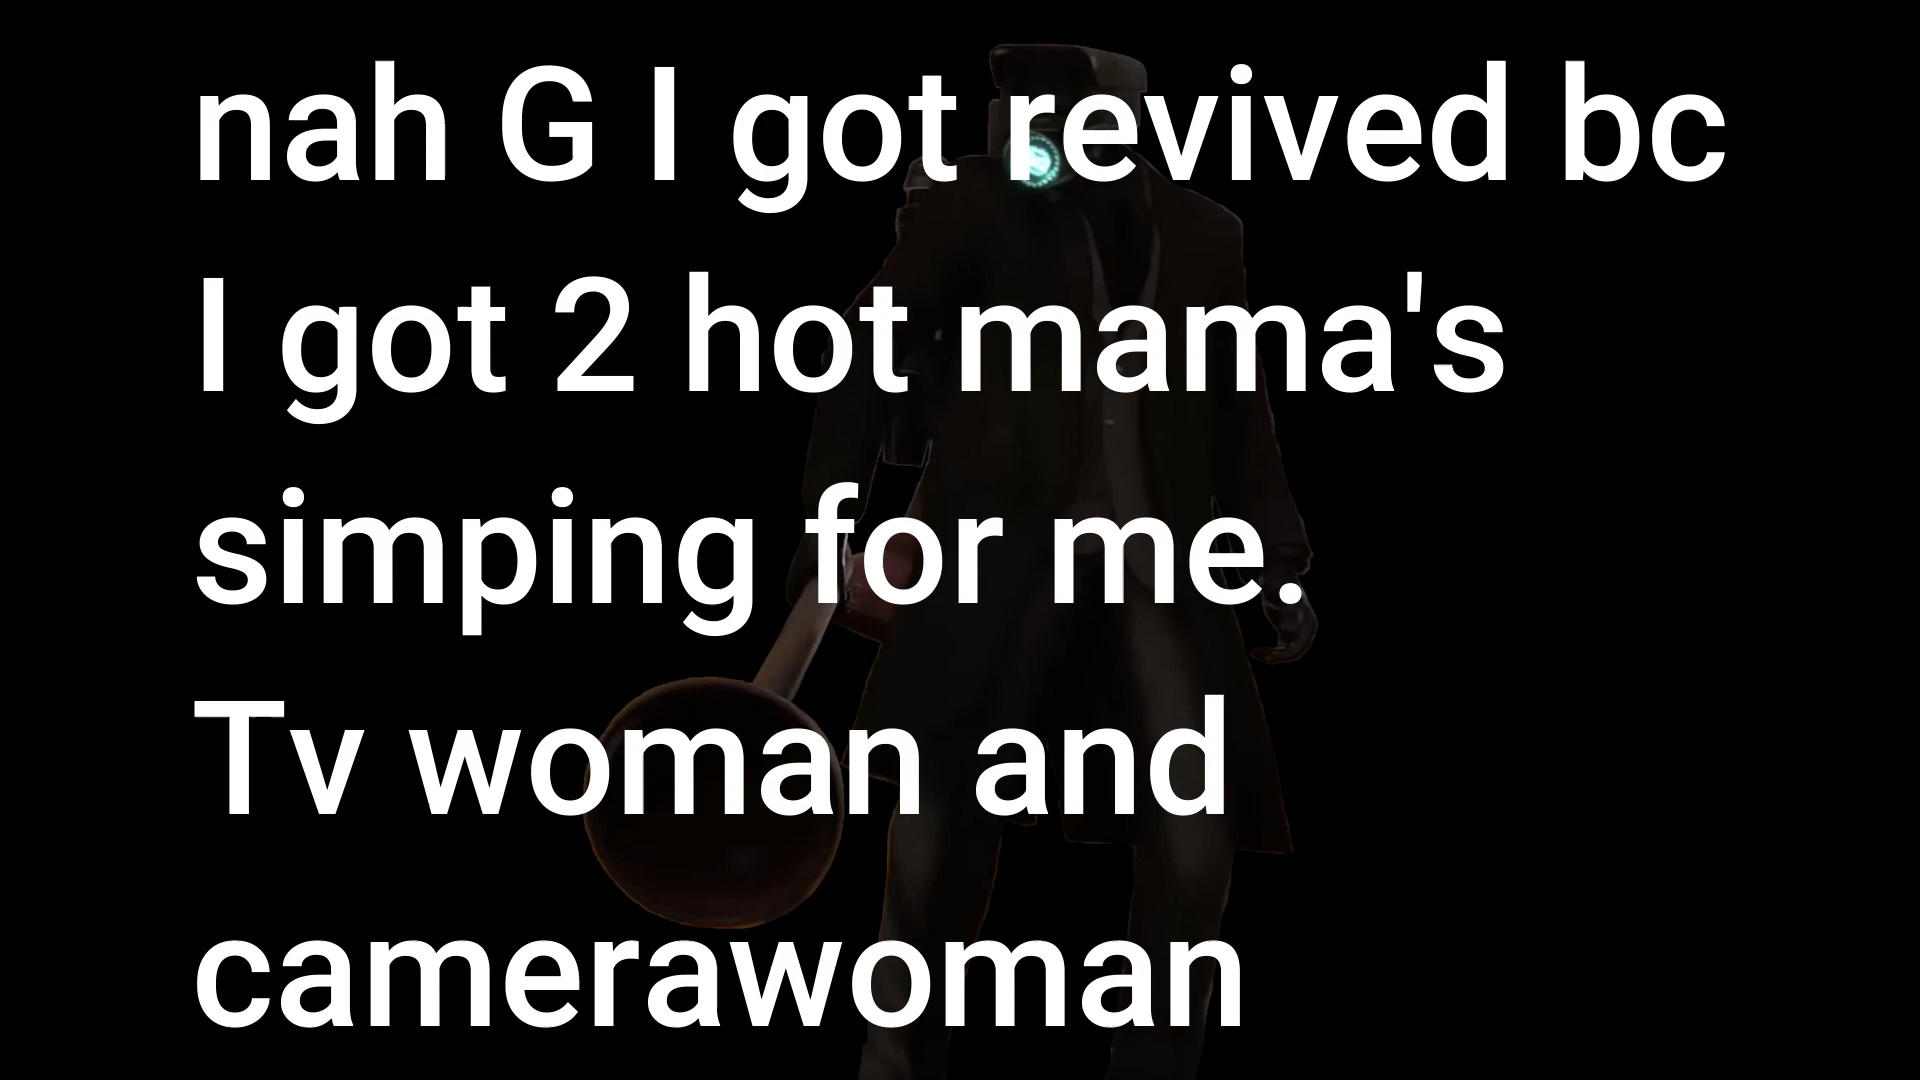 nah G I got revived bc
I got 2 hot mama's
simping for me.
Tv woman and
camerawoman